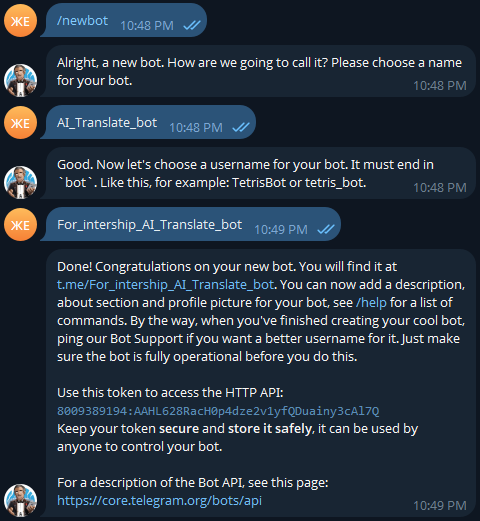 ЖЕ
/newbot
10:48 PM
Alright, a new bot. How are we going to call it? Please choose a name
for your bot.
10:48 PM
ЖЕ
AI_Translate_bot
10:48 PM
Good. Now let's choose a username for your bot. It must end in
`bot`. Like this, for example: TetrisBot or tetris_bot.
10:48 PM
ЖЕ
For_intership_AI_Translate_bot
10:49 PM
Done! Congratulations on your new bot. You will find it at
t.me/For_intership_AI_Translate_bot. You can now add a description,
about section and profile picture for your bot, see /help for a list of
commands. By the way, when you've finished creating your cool bot,
ping our Bot Support if you want a better username for it. Just make
sure the bot is fully operational before you do this.
Use this token to access the HTTP API:
8009389194:AAHL628RacH0p4dze2v1yfQDuainy3cAl7Q
Keep your token secure and store it safely, it can be used by
anyone to control your bot.
For a description of the Bot API, see this page:
https://core.telegram.org/bots/api
10:49 PM